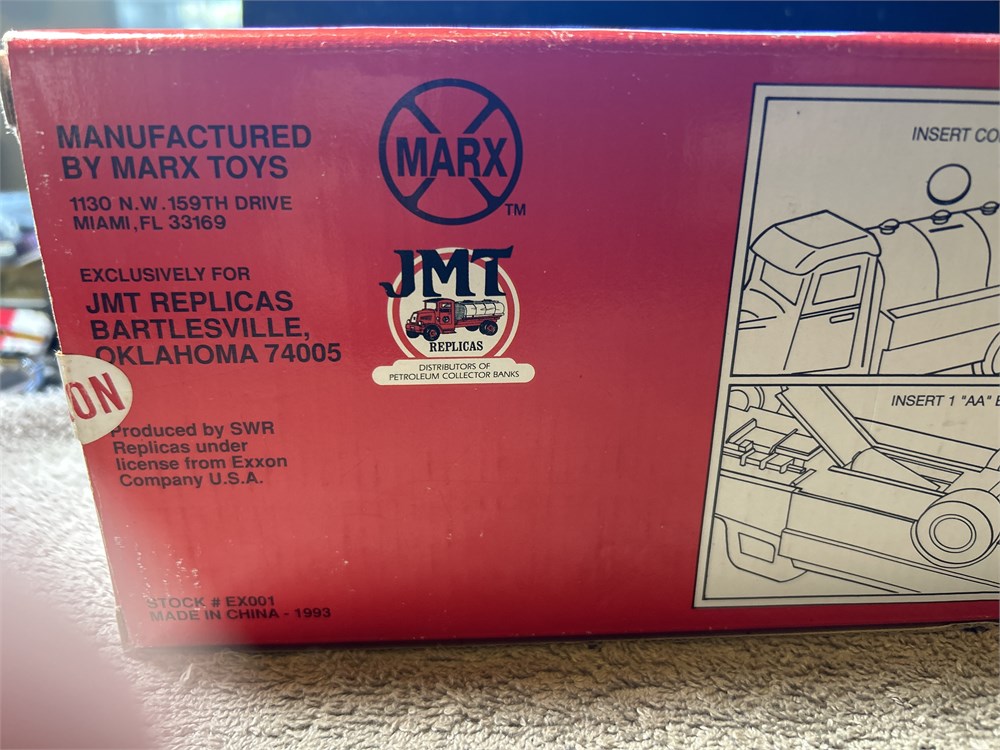 MANUFACTURED
BY MARX TOYS
1130 N.W. 159TH DRIVE
MIAMI, FL 33169
MARX
TM
EXCLUSIVELY FOR
JMT REPLICAS
BARTLESVILLE,
OKLAHOMA 74005
JMT
REPLICAS
DISTRIBUTORS OF
PETROLEUM COLLECTOR BANKS
ON
Produced by SWR
Replicas under
license from Exxon
Company U.S.A.
STOCK # EX001
MADE IN CHINA - 1993
INSERT CO
INSERT 1 "AA"